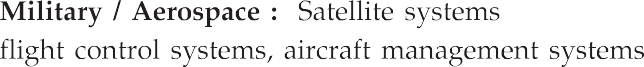 Military / Aerospace : Satellite systems
flight control systems, aircraft management systems